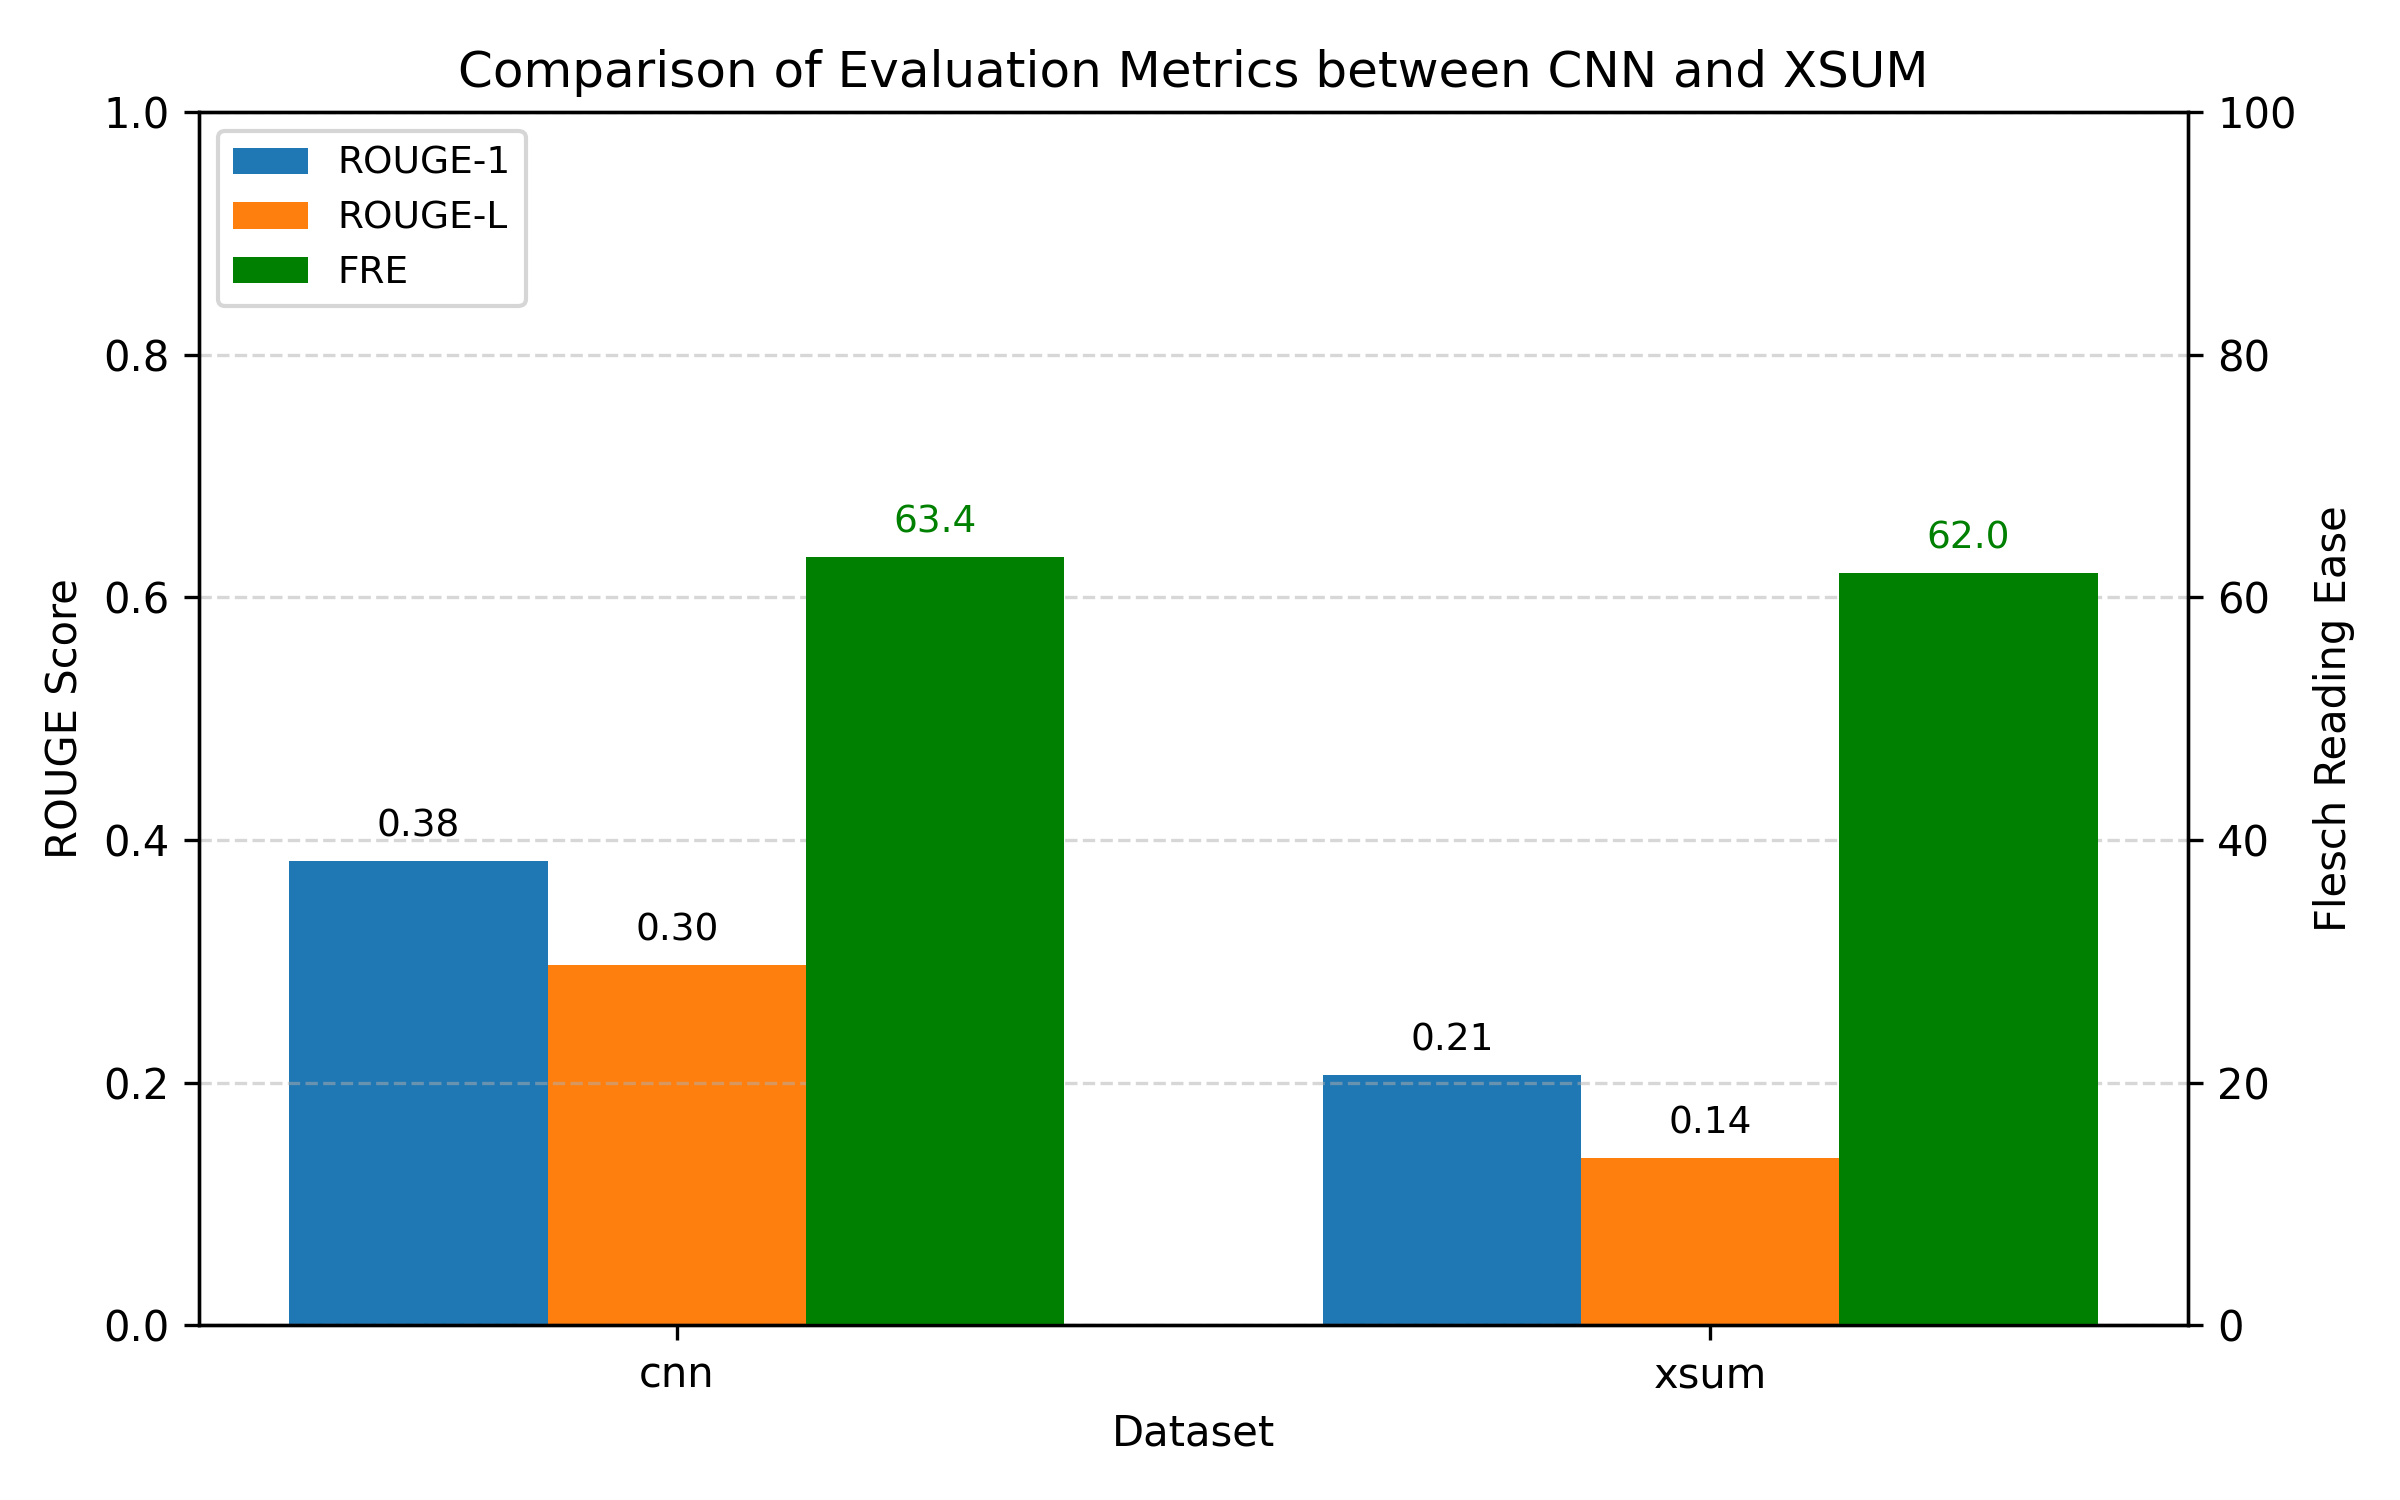 Comparison of Evaluation Metrics between CNN and XSUM
ROUGE-1
ROUGE-L
FRE
1.0
0.8
0.6
0.4
0.2
0.0
ROUGE Score
100
80
60
40
20
0
Flesch Reading Ease
0.38
0.30
63.4
0.21
0.14
62.0
cnn
xsum
Dataset